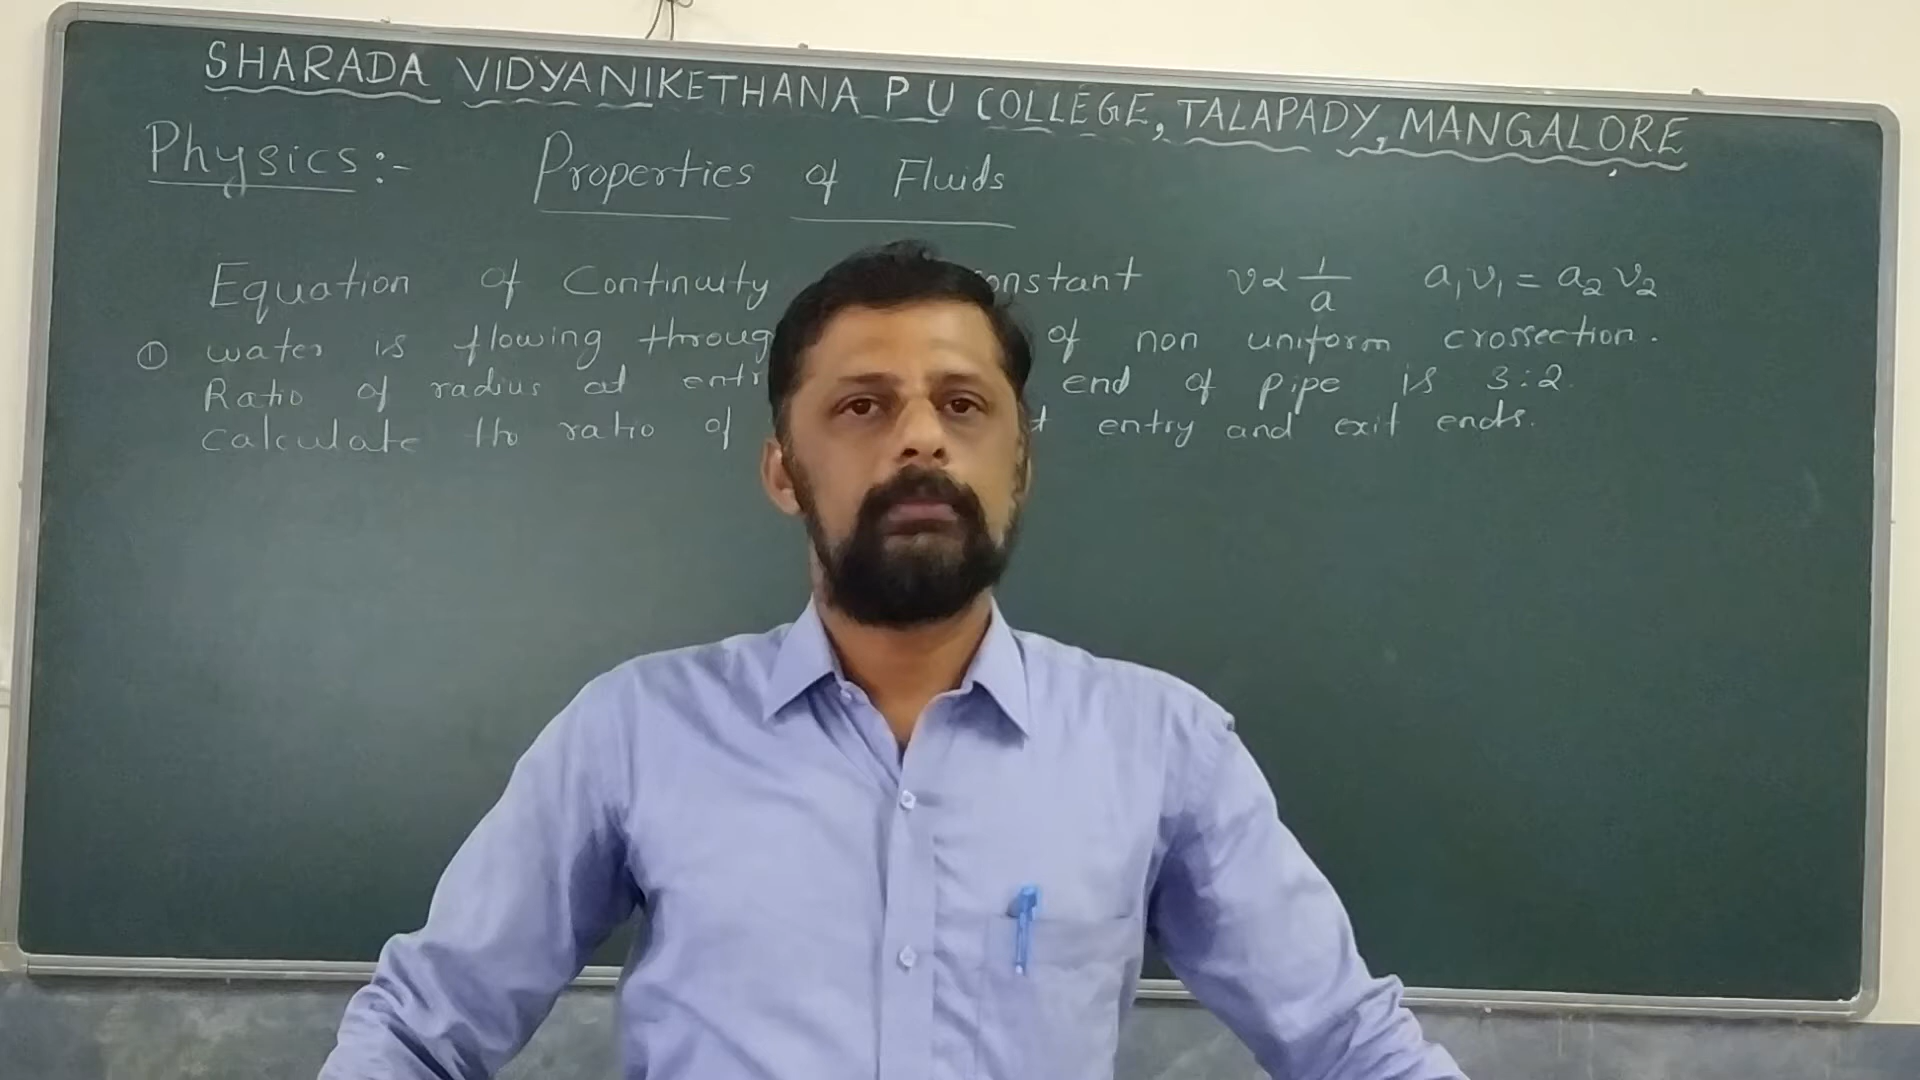 SHARADA VIDYANIKETHANA P U COLLEGE, TALAPADY, MANGALORE
Physics:- Properties of Fluids
Equation of Continuity constant v∝1/a a₁v₁ = a₂v₂
① water is flowing of non uniform crossection.
Ratio of radius at end of pipe is 3:2.
calculate the ratio of entry and exit ends.